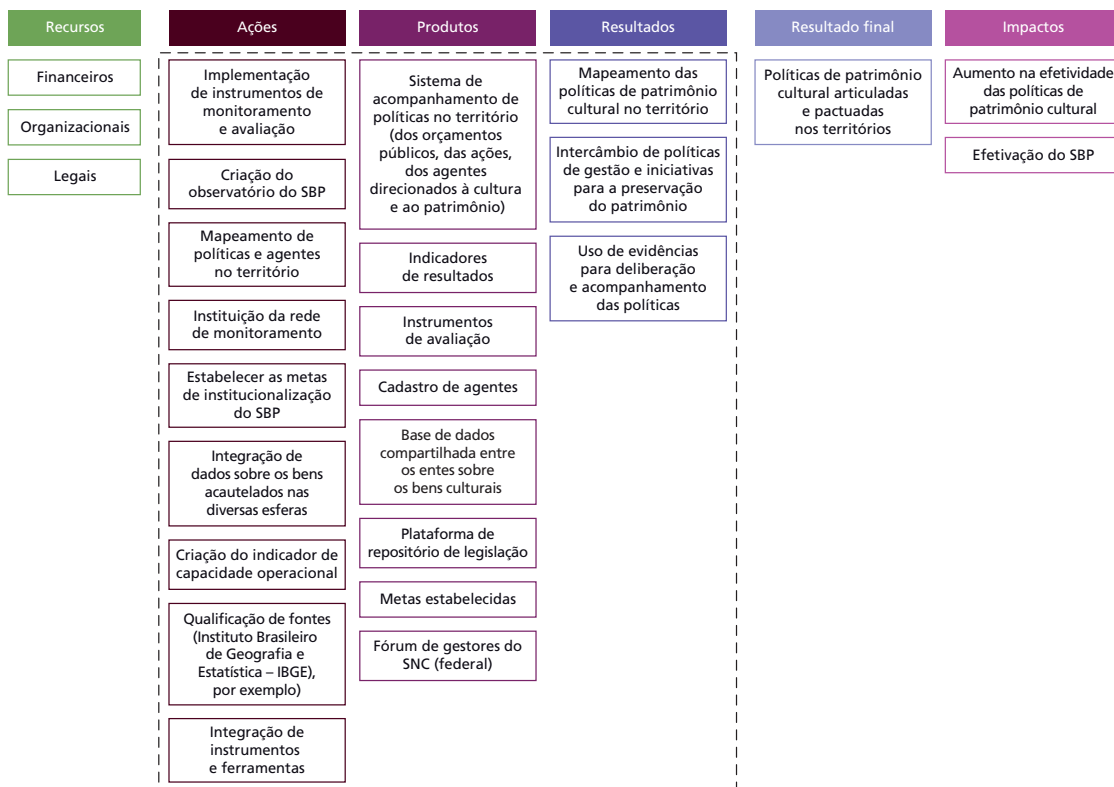 Recursos
Financeiros
Organizacionais
Legais
Ações
Implementação
de instrumentos de
monitoramento
e avaliação
Criação do
observatório do SBP
Mapeamento de
políticas e agentes
no território
Instituição da rede
de monitoramento
Estabelecer as metas
de institucionalização
do SBP
Integração de
dados sobre os bens
acautelados nas
diversas esferas
Criação do indicador de
capacidade operacional
Qualificação de fontes
(Instituto Brasileiro
de Geografia e
Estatística – IBGE),
por exemplo)
Integração de
instrumentos
e ferramentas
Produtos
Sistema de
acompanhamento de
políticas no território
(dos orçamentos
públicos, das ações,
dos agentes
direcionados à cultura
e ao patrimônio)
Indicadores
de resultados
Instrumentos
de avaliação
Cadastro de agentes
Base de dados
compartilhada entre
os entes sobre
os bens culturais
Plataforma de
repositório de legislação
Metas estabelecidas
Fórum de gestores do
SNC (federal)
Resultados
Mapeamento das
políticas de patrimônio
cultural no território
Intercâmbio de políticas
de gestão e iniciativas
para a preservação
do patrimônio
Uso de evidências
para deliberação
e acompanhamento
das políticas
Resultado final
Políticas de patrimônio
cultural articuladas
e pactuadas
nos territórios
Impactos
Aumento na efetividade
das políticas de
patrimônio cultural
Efetivação do SBP